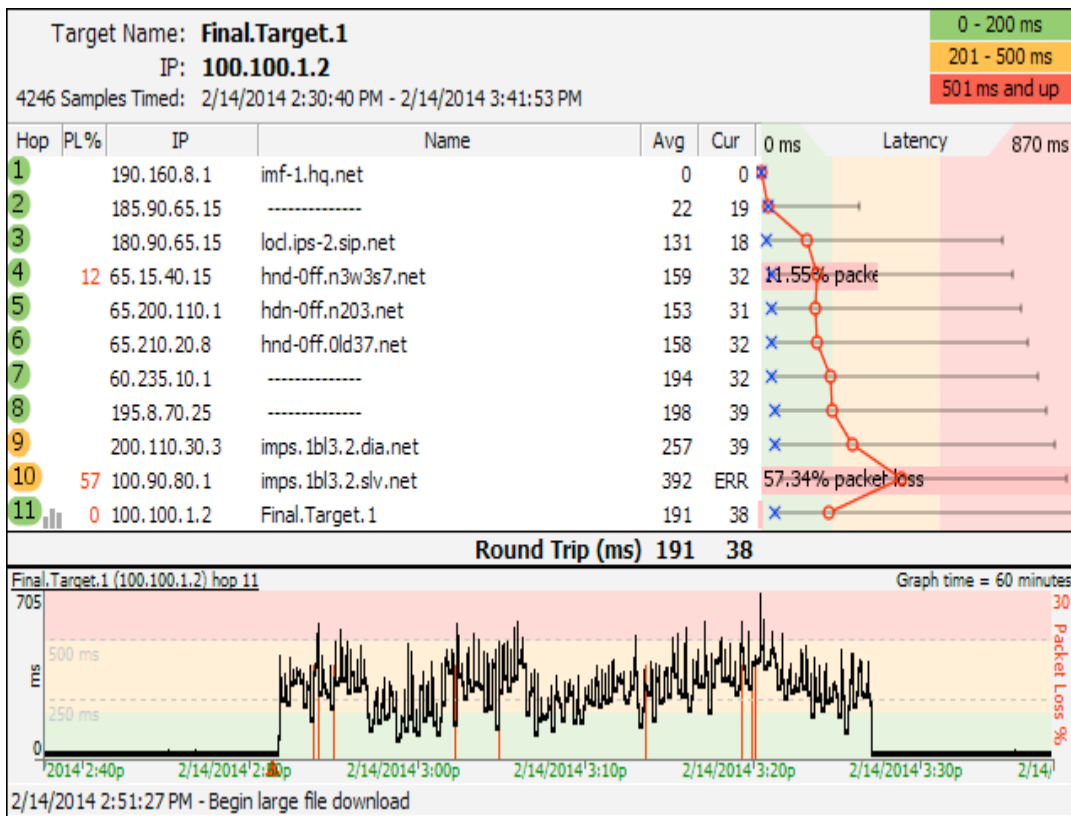 Target Name: Final.Target.1
IP: 100.100.1.2
4246 Samples Timed: 2/14/2014 2:30:40 PM - 2/14/2014 3:41:53 PM
0 - 200 ms
201 - 500 ms
501 ms and up
Hop PL% IP Name Avg Cur 0 ms Latency 870 ms
1 190.160.8.1 imf-1.hq.net 0 0
2 185.90.65.15 -------------- 22 19
3 180.90.65.15 locl.ips-2.sip.net 131 18
4 12 65.15.40.15 hnd-0ff.n3w3s7.net 159 32 11.55% packe
5 65.200.110.1 hdn-0ff.n203.net 153 31
6 65.210.20.8 hnd-0ff.0ld37.net 158 32
7 60.235.10.1 -------------- 194 32
8 195.8.70.25 -------------- 198 39
9 200.110.30.3 imps.1bl3.2.dia.net 257 39
10 57 100.90.80.1 imps.1bl3.2.slv.net 392 ERR 57.34% packet loss
11 0 100.100.1.2 Final.Target.1 191 38
Round Trip (ms) 191 38
Final.Target.1 (100.100.1.2) hop 11 Graph time = 60 minutes
705 30
500 ms
ms
250 ms
Packet Loss %
0
2014 2:40p 2/14/2014 2:50p 2/14/2014 3:00p 2/14/2014 3:10p 2/14/2014 3:20p 2/14/2014 3:30p 2/14/
2/14/2014 2:51:27 PM - Begin large file download